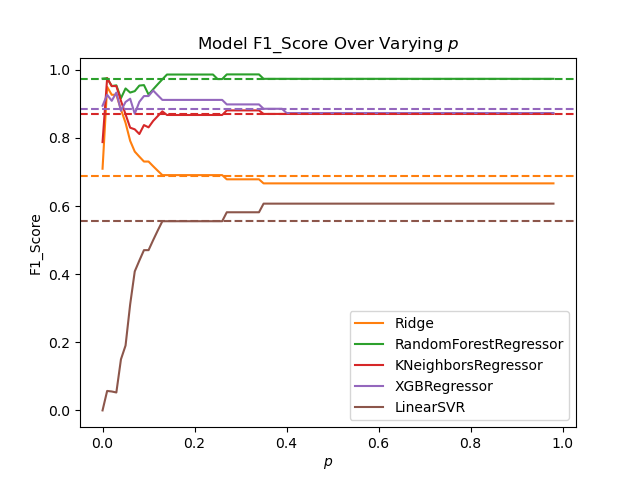 Model F1_Score Over Varying p
F1_Score
1.0
0.8
0.6
0.4
0.2
0.0
Ridge
RandomForestRegressor
KNeighborsRegressor
XGBRegressor
LinearSVR
0.0 0.2 0.4 0.6 0.8 1.0
p